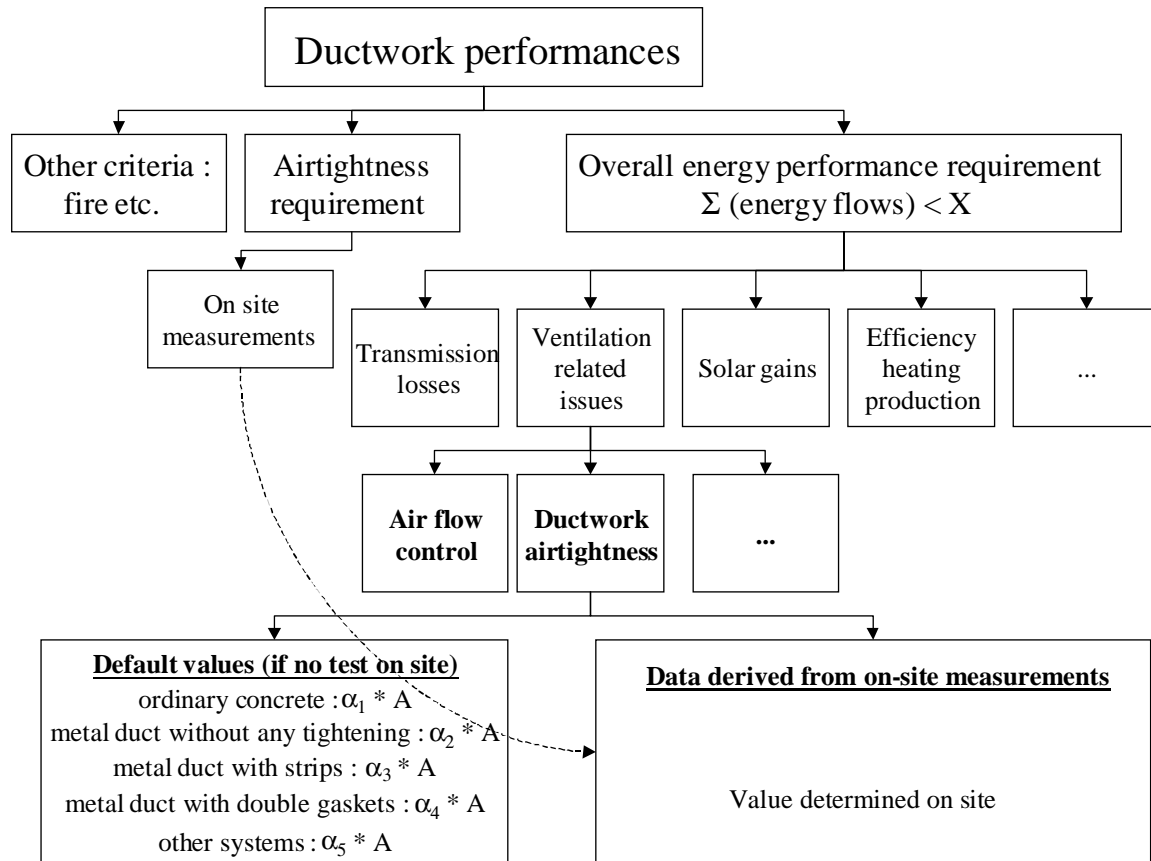 Ductwork performances
Other criteria :
fire etc.
Airtightness
requirement
Overall energy performance requirement
Σ (energy flows) < X
On site
measurements
Transmission
losses
Ventilation
related
issues
Solar gains
Efficiency
heating
production
...
Air flow
control
Ductwork
airtightness
...
Default values (if no test on site)
ordinary concrete : α₁ * A
metal duct without any tightening : α₂ * A
metal duct with strips : α₃ * A
metal duct with double gaskets : α₄ * A
other systems : α₅ * A
Data derived from on-site measurements
Value determined on site